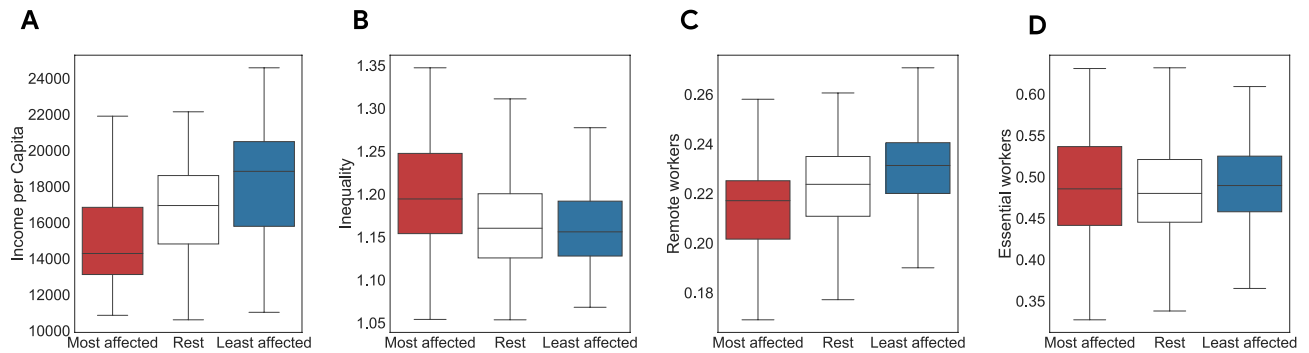 A
Income per Capita
24000
22000
20000
18000
16000
14000
12000
10000
Most affected Rest Least affected
B
Inequality
1.35
1.30
1.25
1.20
1.15
1.10
1.05
Most affected Rest Least affected
C
Remote workers
0.26
0.24
0.22
0.20
0.18
Most affected Rest Least affected
D
Essential workers
0.60
0.55
0.50
0.45
0.40
0.35
Most affected Rest Least affected